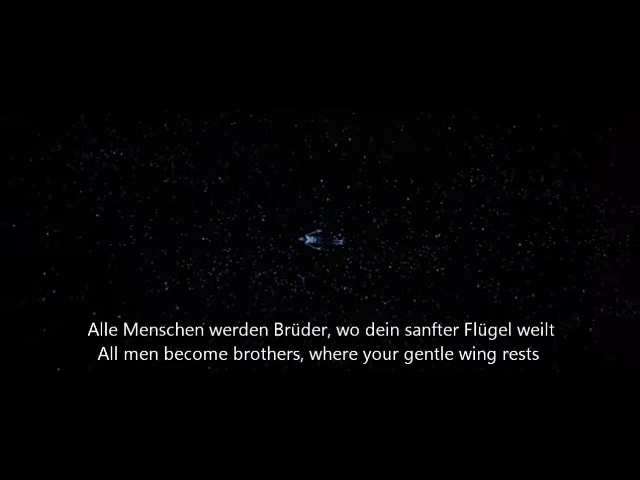 Alle Menschen werden Brüder, wo dein sanfter Flügel weilt
All men become brothers, where your gentle wing rests